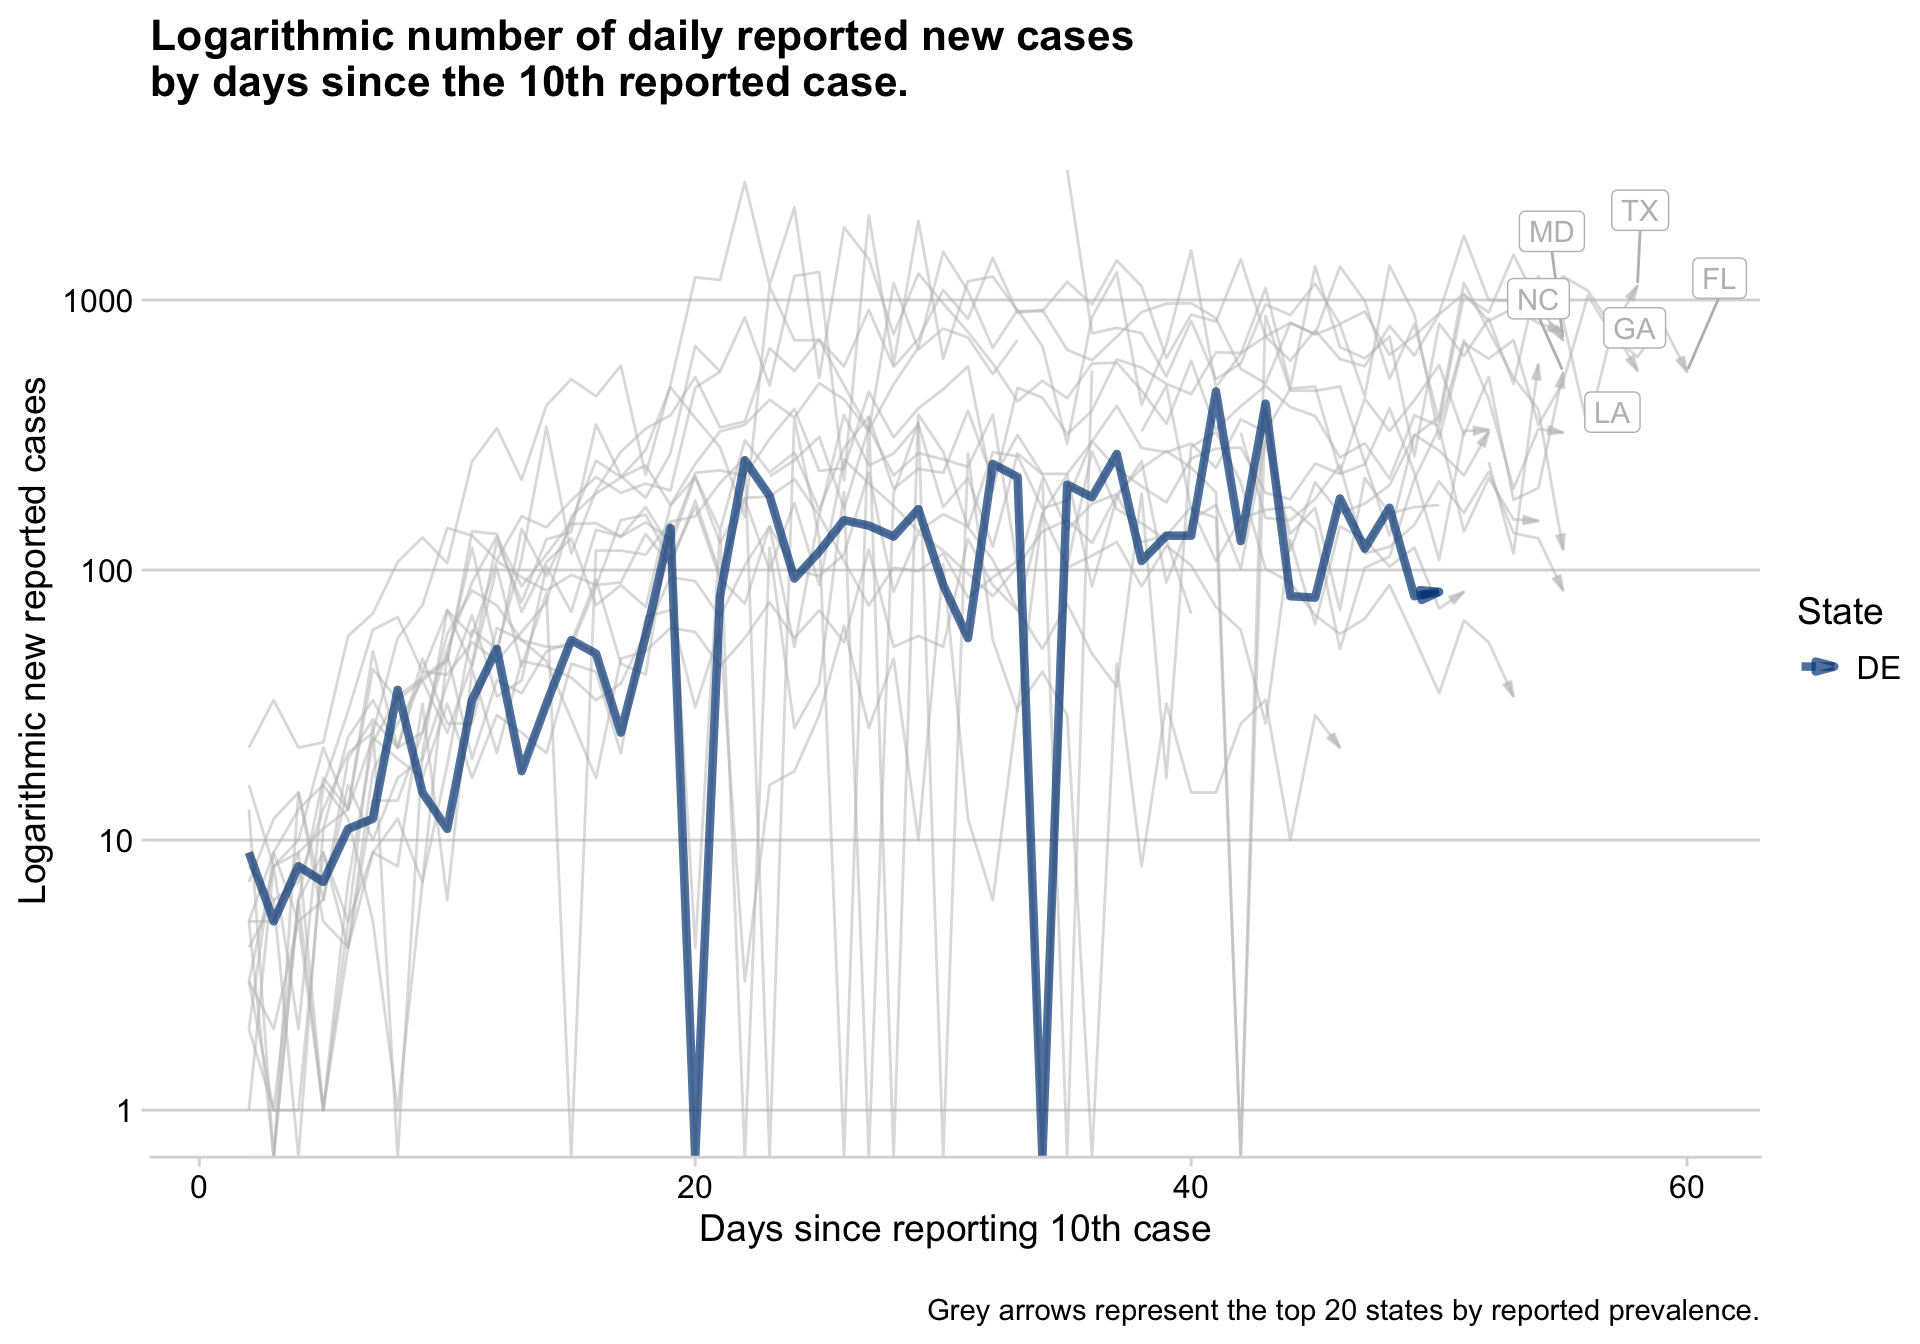 Logarithmic number of daily reported new cases
by days since the 10th reported case.
Logarithmic new reported cases
1000
100
10
1
MD
TX
NC
FL
GA
LA
State
DE
0
20
40
60
Days since reporting 10th case
Grey arrows represent the top 20 states by reported prevalence.